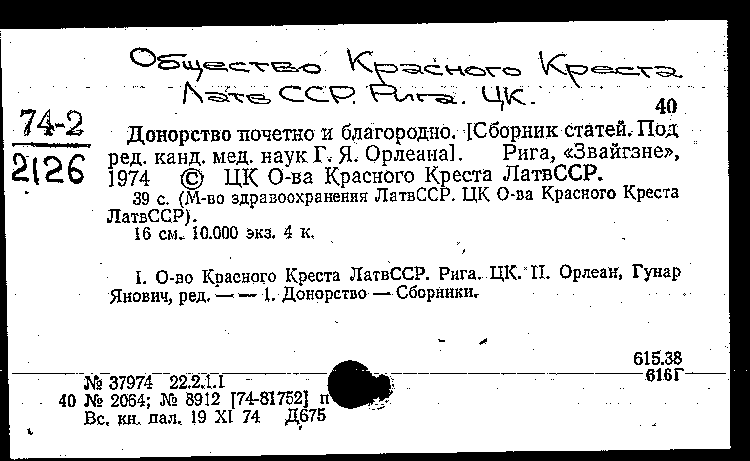 Общество Красного Креста
Латв ССР. Рига. ЦК.
40
74-2
2126
Донорство почетно и благородно. [Сборник статей. Под
ред. канд. мед. наук Г. Я. Орлеана]. Рига, «Звайгзне»,
1974 © ЦК О-ва Красного Креста ЛатвССР.
39 с. (М-во здравоохранения ЛатвССР. ЦК О-ва Красного Креста
ЛатвССР).
16 см. 10.000 экз. 4 к.
I. О-во Красного Креста ЛатвССР. Рига. ЦК. II. Орлеан, Гунар
Янович, ред. — — 1. Донорство — Сборники.
615.38
616Г
№ 37974 22.2.1.1
40 № 2064; № 8912 [74-81752] п
Вс. кн. пал. 19 XI 74 Д675